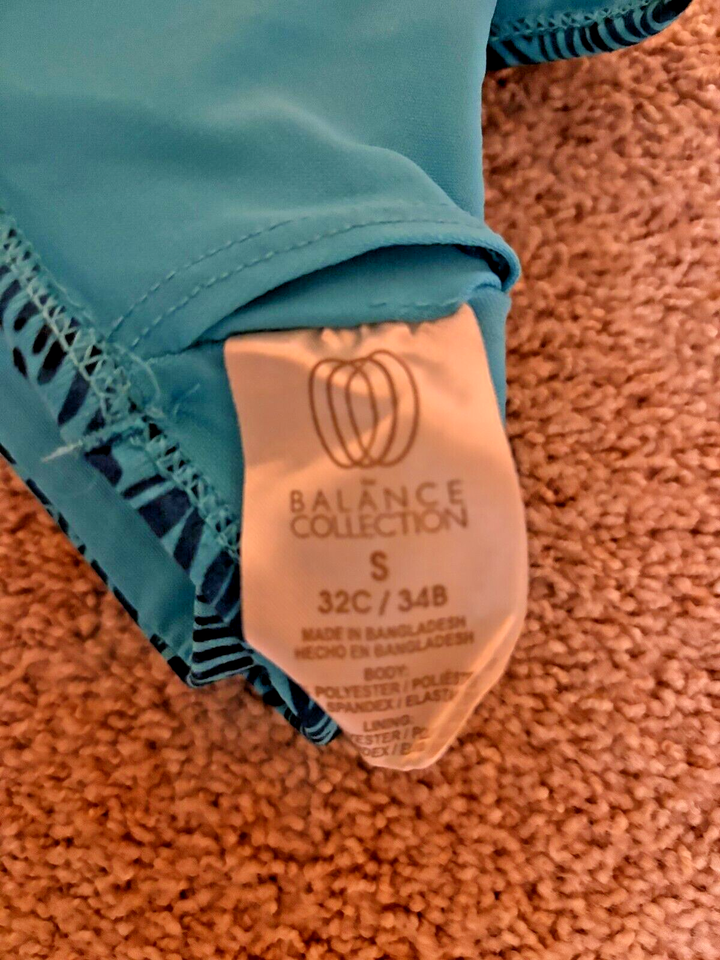 BALANCE
COLLECTION
S
32C / 34B
MADE IN BANGLADESH
HECHO EN BANGLADESH
BODY:
POLYESTER / 
SPANDEX /
LINING: